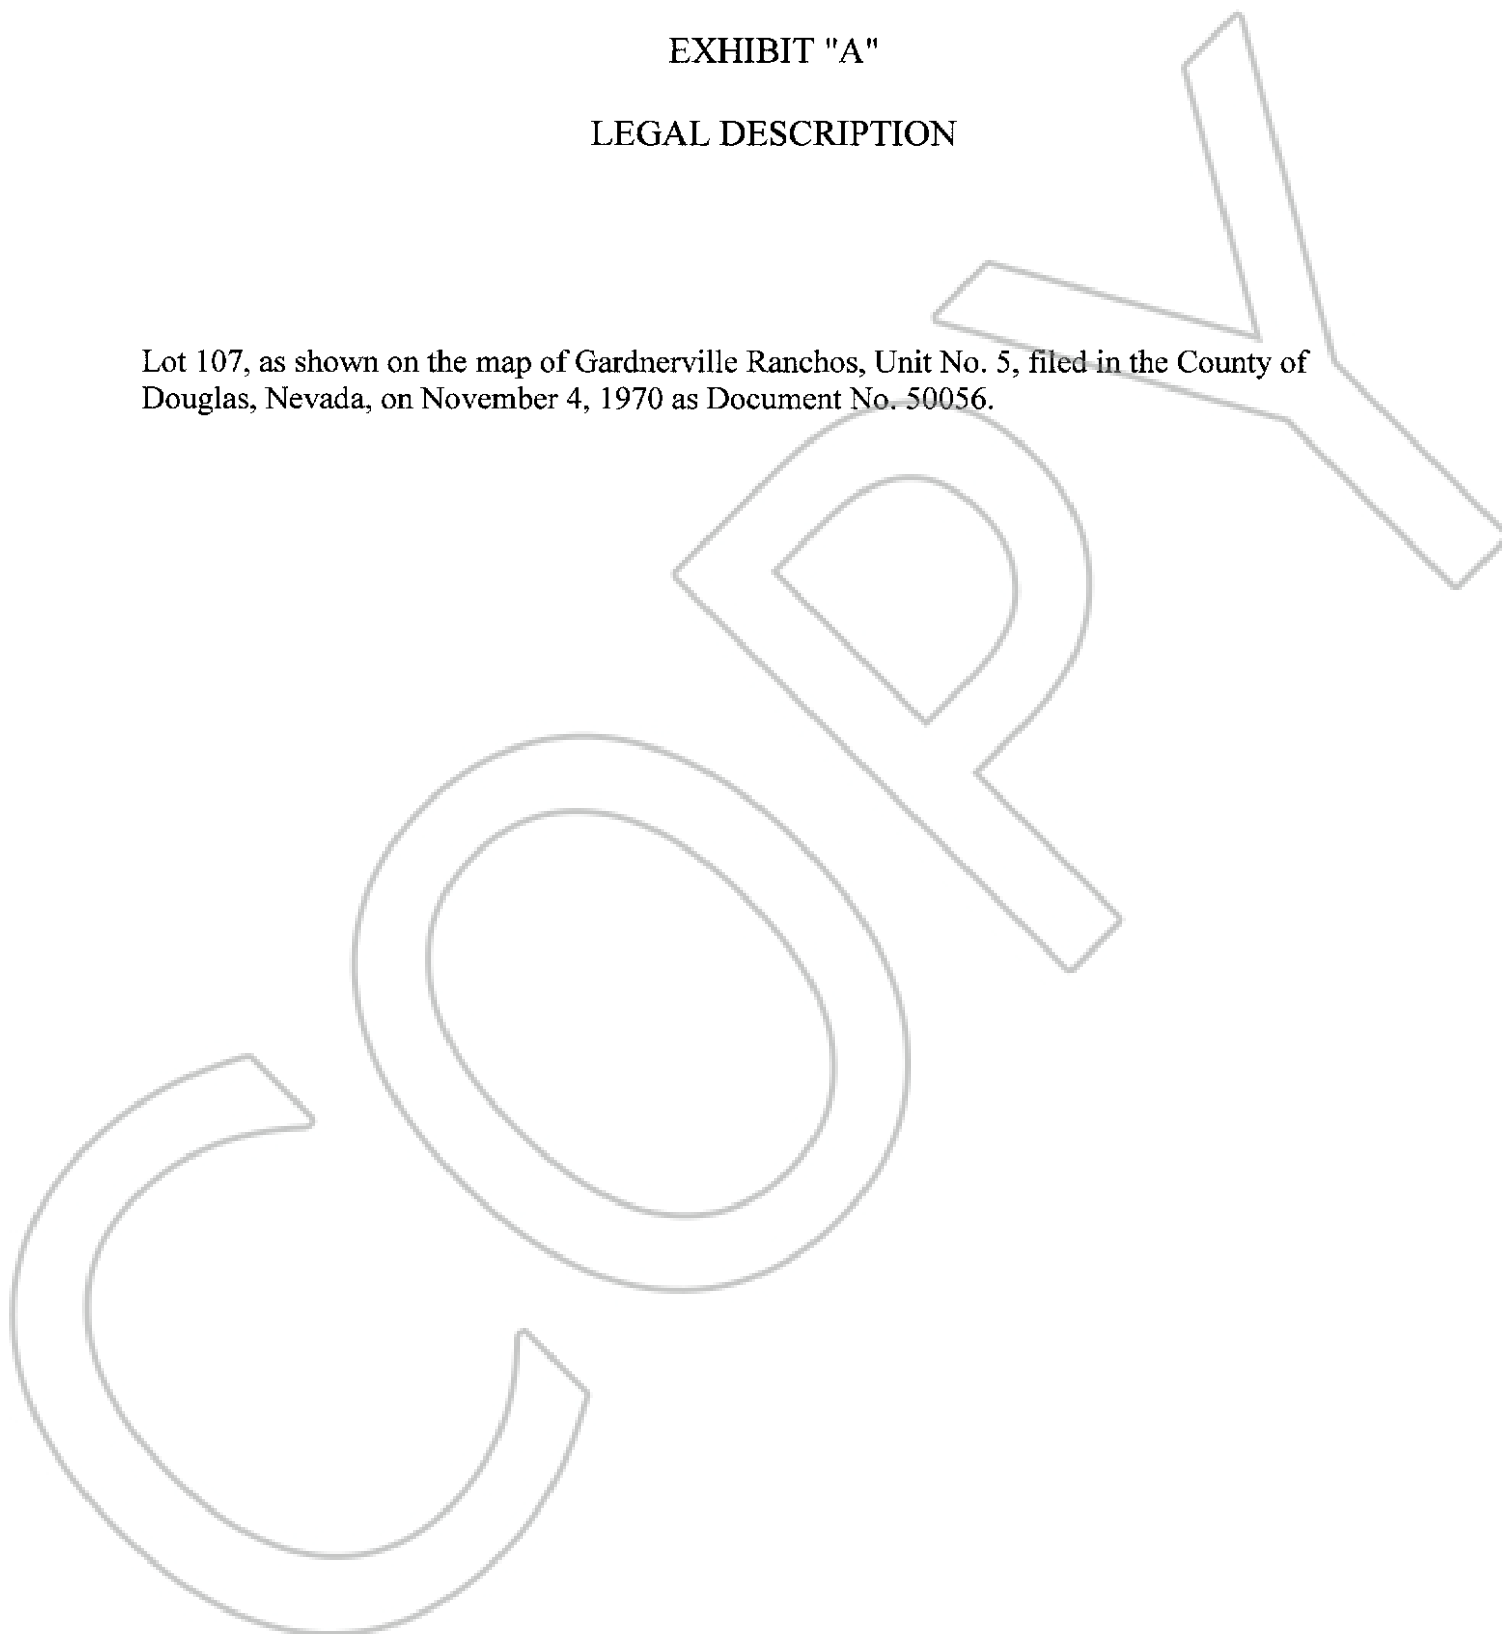 EXHIBIT "A"
LEGAL DESCRIPTION
Lot 107, as shown on the map of Gardnerville Ranchos, Unit No. 5, filed in the County of
Douglas, Nevada, on November 4, 1970 as Document No. 50056.
COPY